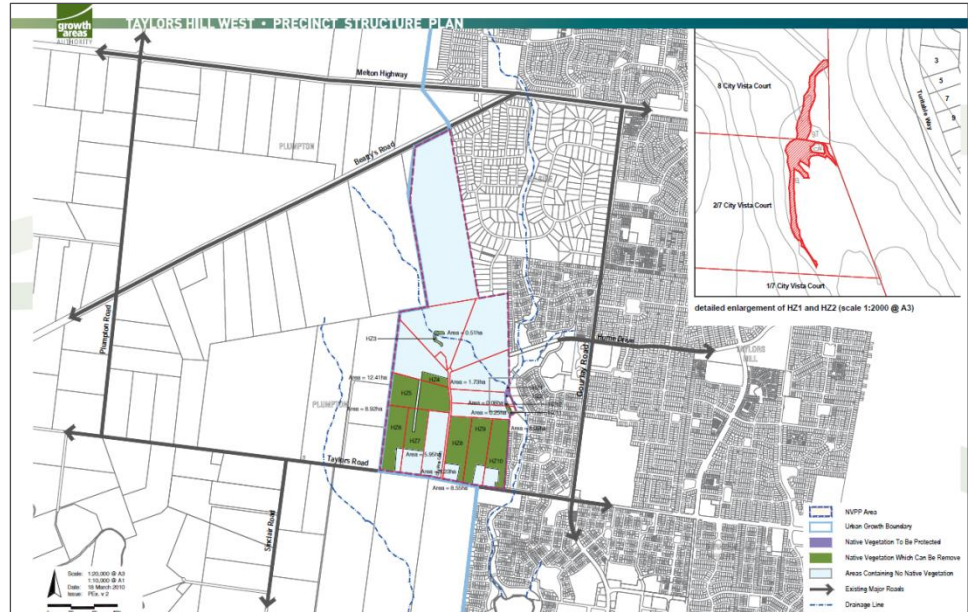 growth
areas
AUTHORITY
TAYLORS HILL WEST • PRECINCT STRUCTURE PLAN
Melton Highway
PLUMPTON
Beatty's Road
Plumpton Road
HZ3
Area = 0.51ha
Gourlay Road
TAYLORS
HILL
Area = 12.41ha
HZ4
Area = 1.73ha
HZ5
PLUMPTON
Area = 8.92ha
HZ6
HZ7
HZ8
HZ9
HZ10
Area = 5.95ha
Taylors Road
Area = 8.55ha
Sinclair Road
8 City Vista Court
2/7 City Vista Court
1/7 City Vista Court
Turntable Way
3
5
7
detailed enlargement of HZ1 and HZ2 (scale 1:2000 @ A3)
NVPP Area
Urban Growth Boundary
Native Vegetation To Be Protected
Native Vegetation Which Can Be Remove
Areas Containing No Native Vegetation
Existing Major Roads
Drainage Line
Scale: 1:20,000 @ A3
1:10,000 @ A1
Date: 16 March 2010
Issue: PEx. v 2